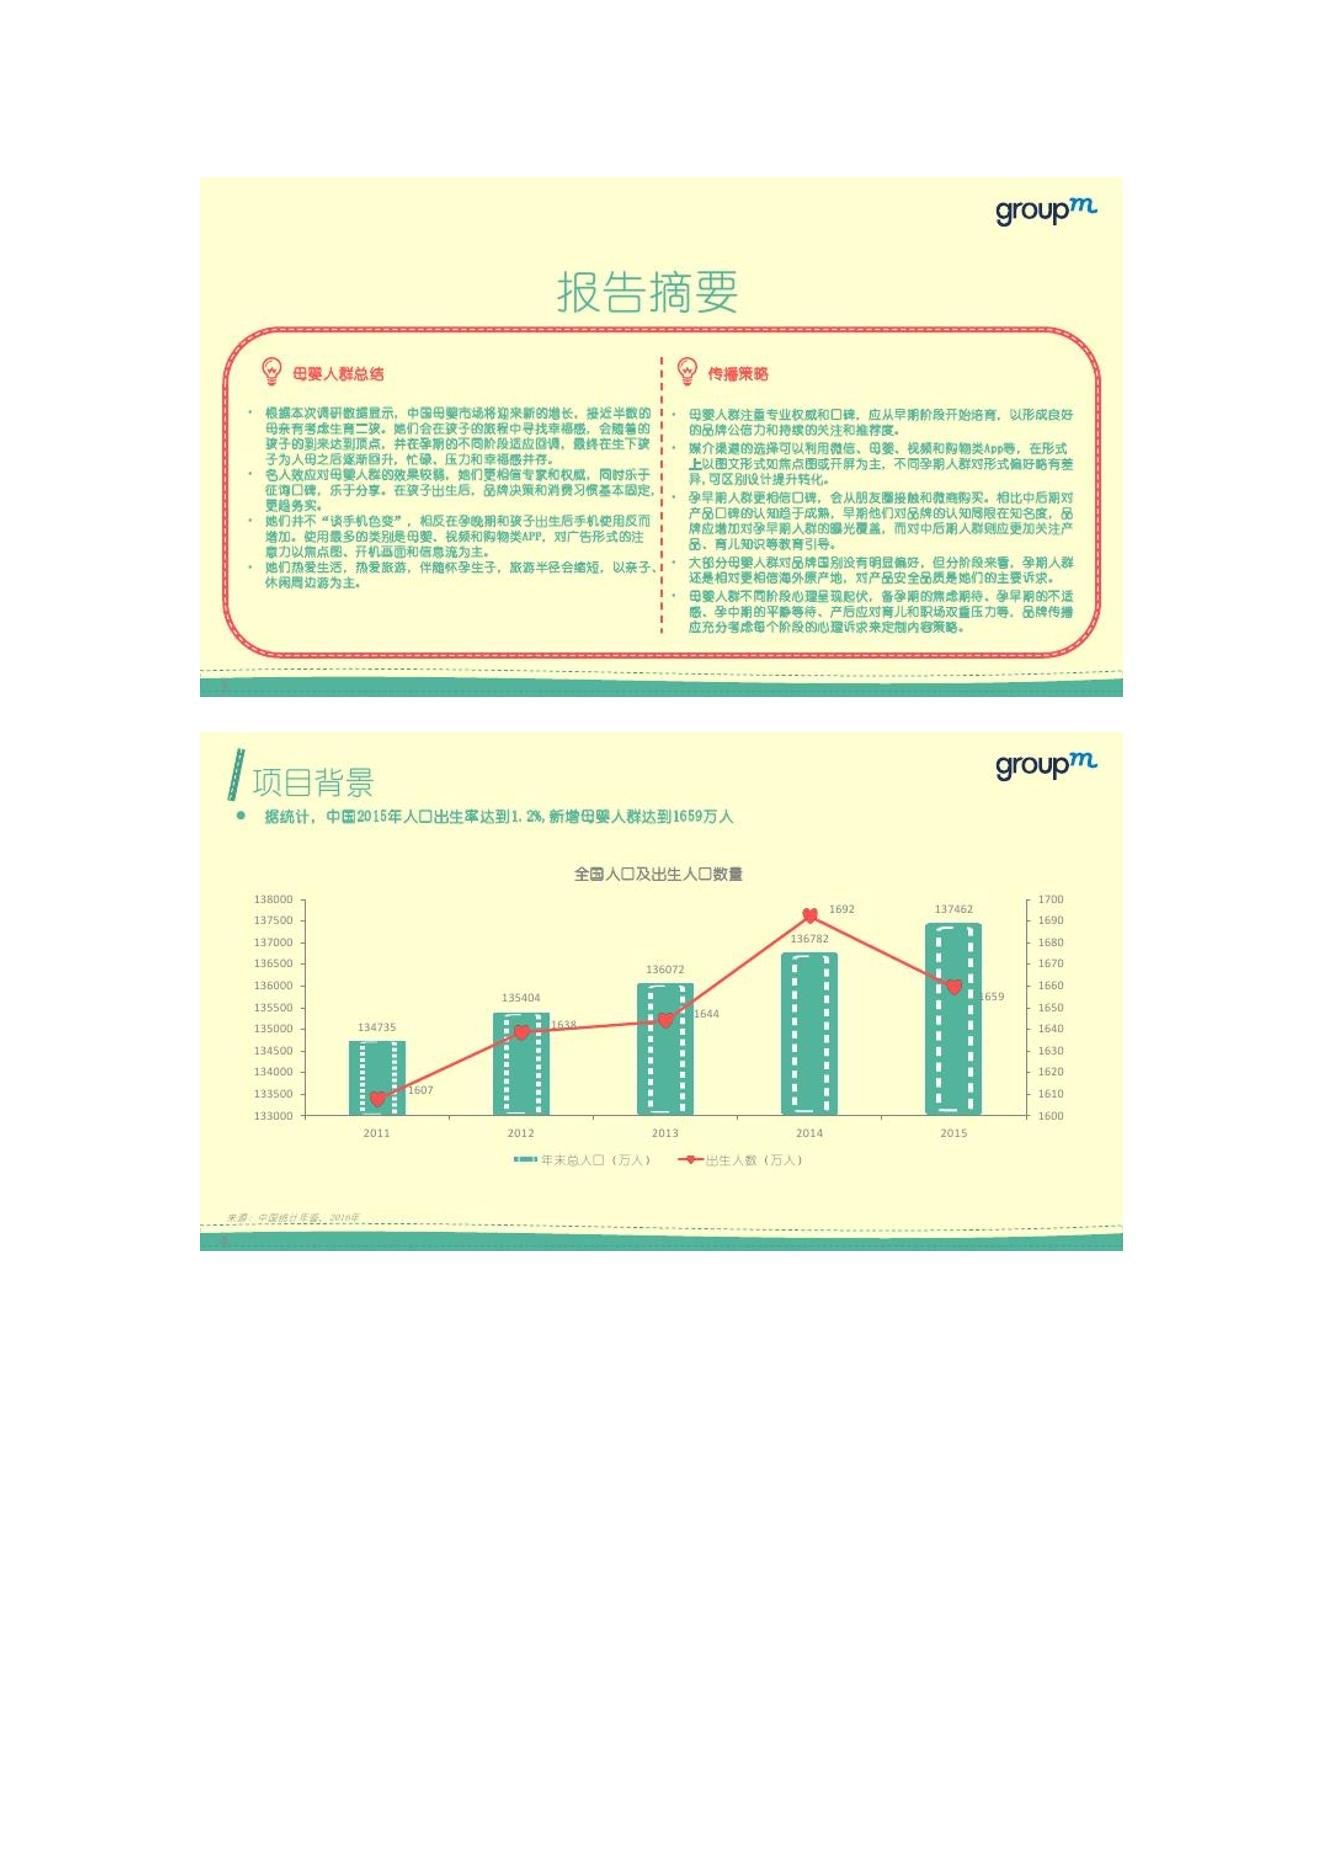 groupm
报告摘要
母婴人群总结
• 根据本次调研数据显示，中国母婴市场将迎来新的增长，接近半数的
母亲有考虑生育二孩。她们会在孩子的旅程中寻找幸福感，会随着的
孩子的到来达到顶点，并在孕期的不同阶段适应回调，最终在生下孩
子为人母之后逐渐回升，忙碌、压力和幸福感并存。
• 名人效应对母婴人群的效果较弱，她们更相信专家和权威，同时乐于
征询口碑，乐于分享。在孩子出生后，品牌决策和消费习惯基本固定，
更趋务实。
• 她们并不“谈手机色变”，相反在孕晚期和孩子出生后手机使用反而
增加。使用最多的类别是母婴、视频和购物类APP，对广告形式的注
意力以焦点图、开机画面和信息流为主。
• 她们热爱生活，热爱旅游，伴随怀孕生子，旅游半径会缩短，以亲子、
休闲周边游为主。
传播策略
• 母婴人群注重专业权威和口碑，应从早期阶段开始培育，以形成良好
的品牌公信力和持续的关注和推荐度。
• 媒介渠道的选择可以利用微信、母婴、视频和购物类App等，在形式
上以图文形式如焦点图或开屏为主，不同孕期人群对形式偏好略有差
异,可区别设计提升转化。
• 孕早期人群更相信口碑，会从朋友圈接触和微商购买。相比中后期对
产品口碑的认知趋于成熟，早期他们对品牌的认知局限在知名度，品
牌应增加对孕早期人群的曝光覆盖，而对中后期人群则应更加关注产
品、育儿知识等教育引导。
• 大部分母婴人群对品牌国别没有明显偏好，但分阶段来看，孕期人群
还是相对更相信海外原产地，对产品安全品质是她们的主要诉求。
• 母婴人群不同阶段心理呈现起伏，备孕期的焦虑期待、孕早期的不适
感、孕中期的平静等待、产后应对育儿和职场双重压力等，品牌传播
应充分考虑每个阶段的心理诉求来定制内容策略。
groupm
项目背景
● 据统计，中国2015年人口出生率达到1.2%,新增母婴人群达到1659万人
全国人口及出生人口数量
138000
137500
137000
136500
136000
135500
135000
134500
134000
133500
133000
1700
1690
1680
1670
1660
1650
1640
1630
1620
1610
1600
134735
135404
136072
136782
137462
1607
1638
1644
1692
1659
2011 2012 2013 2014 2015
年末总人口（万人） 出生人数（万人）
来源：中国统计年鉴，2016年